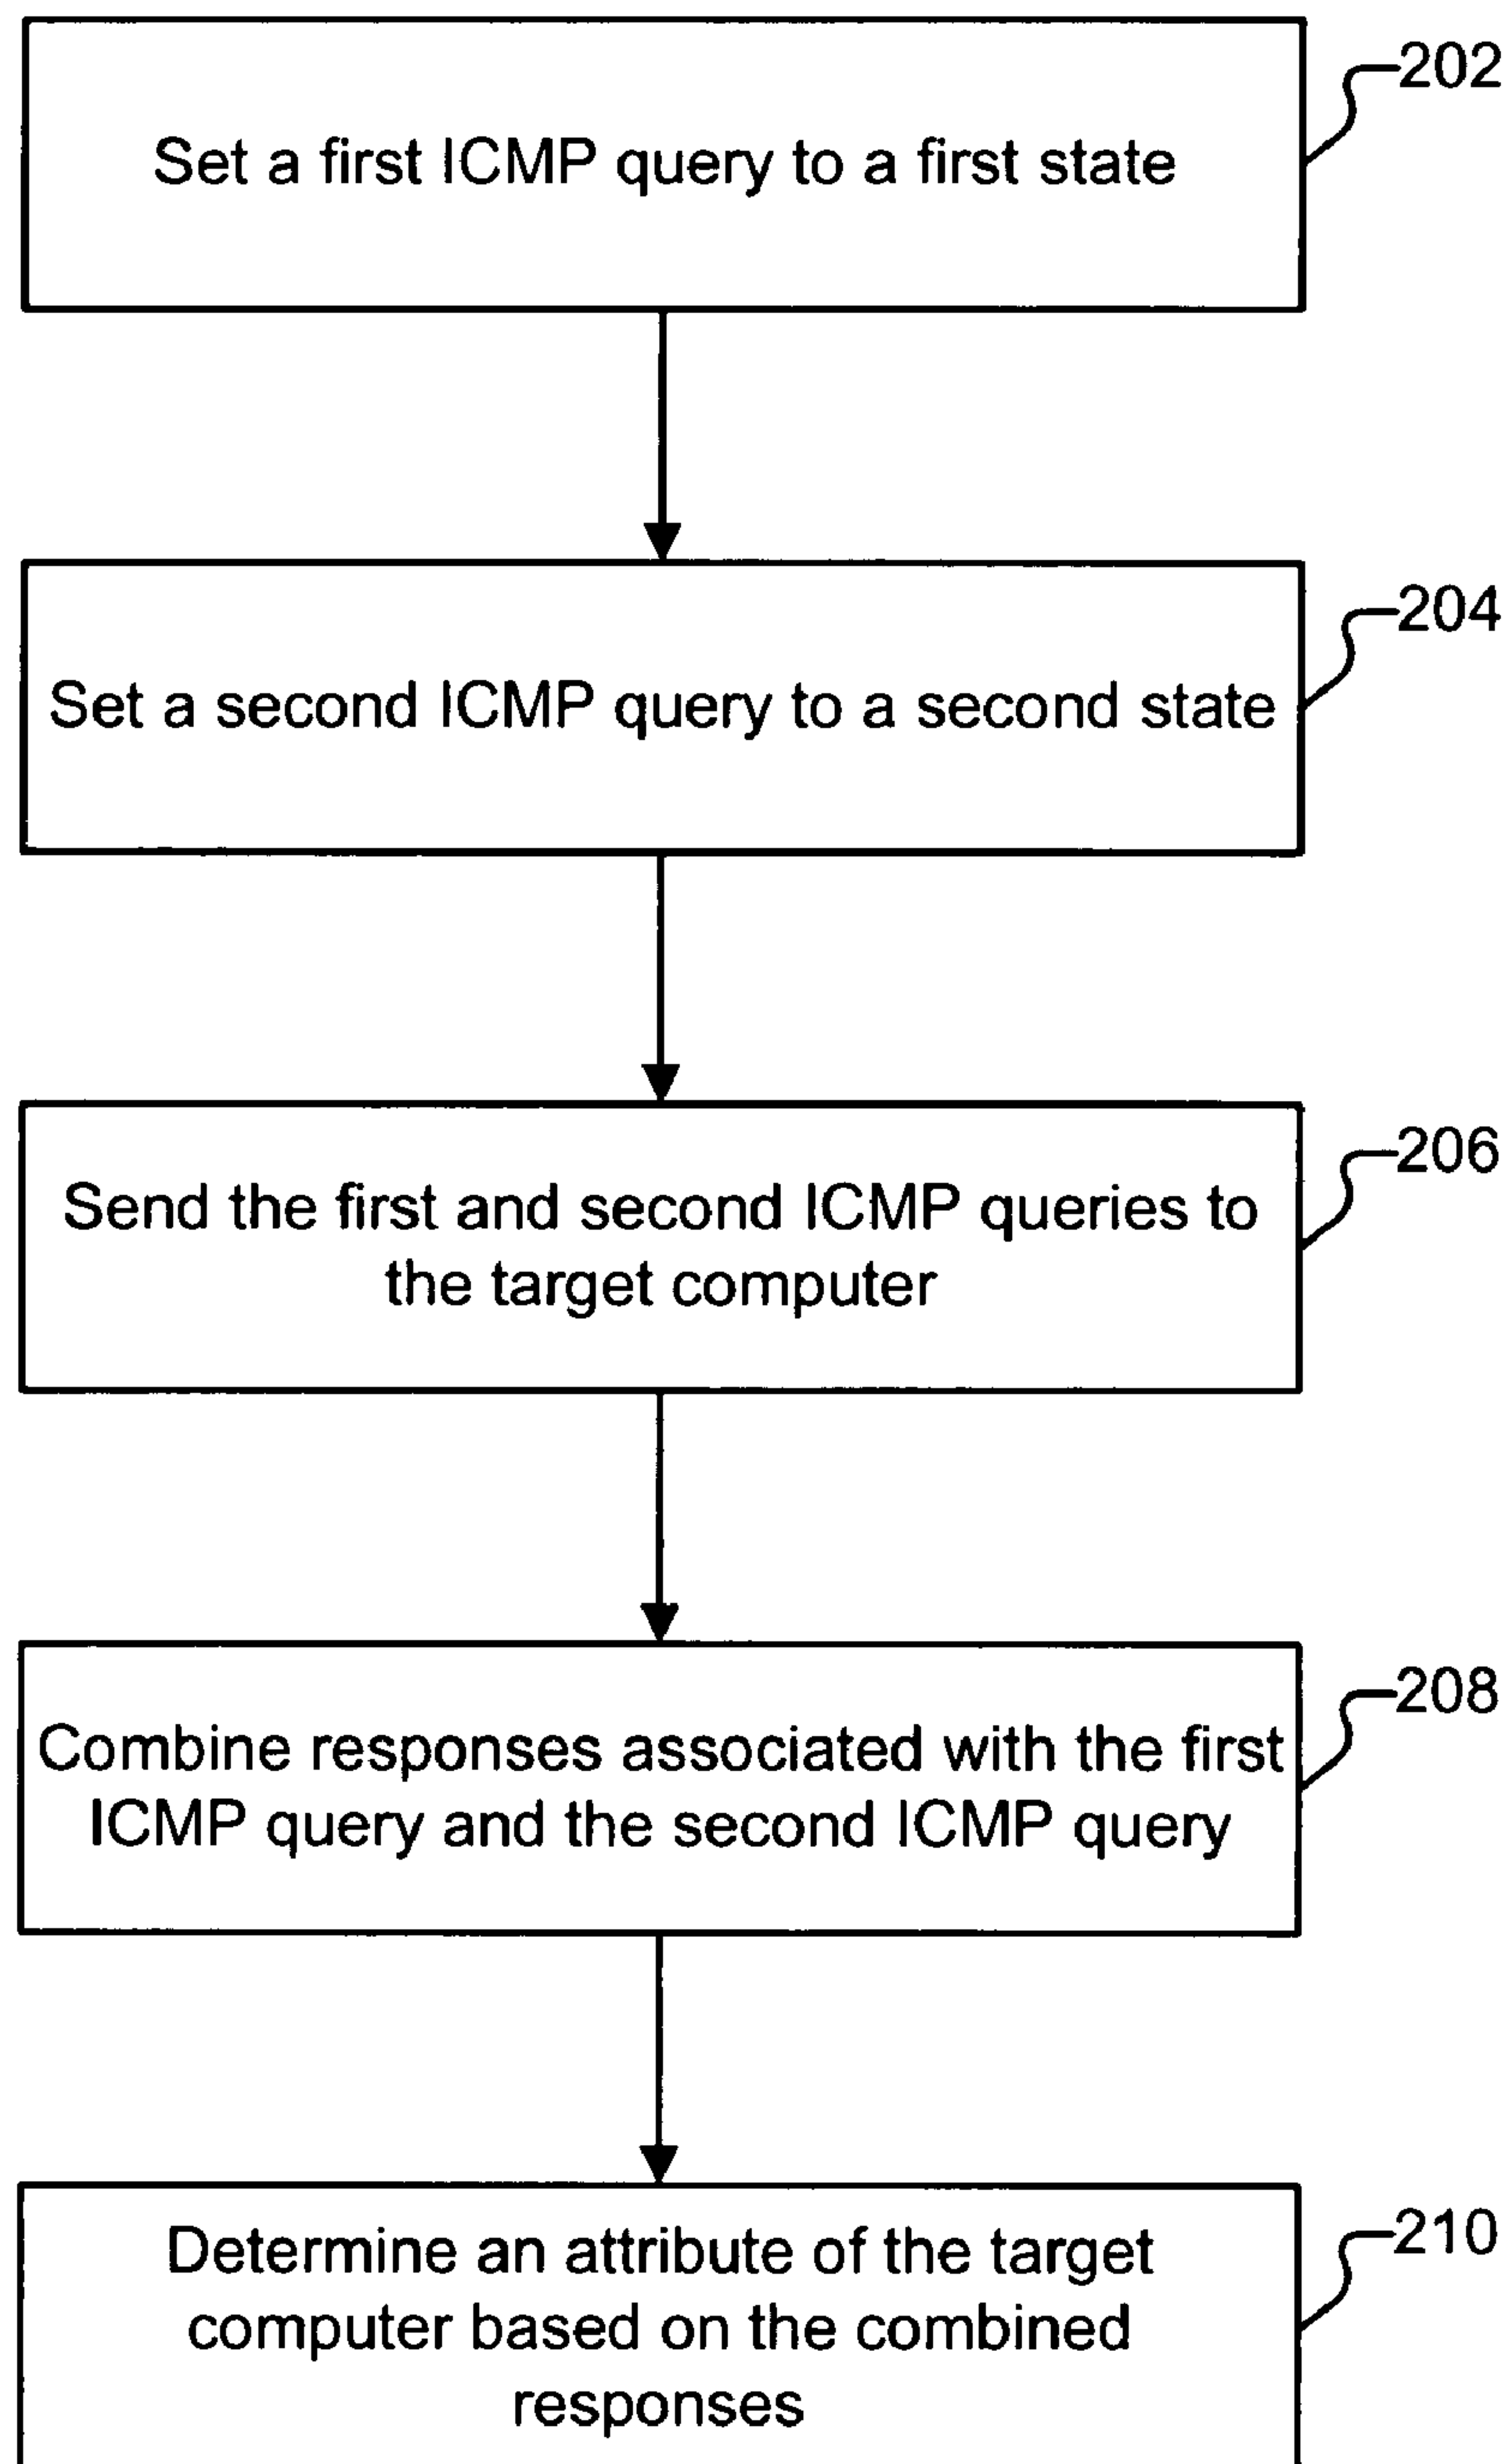 202
Set a first ICMP query to a first state
204
Set a second ICMP query to a second state
206
Send the first and second ICMP queries to
the target computer
208
Combine responses associated with the first
ICMP query and the second ICMP query
210
Determine an attribute of the target
computer based on the combined
responses